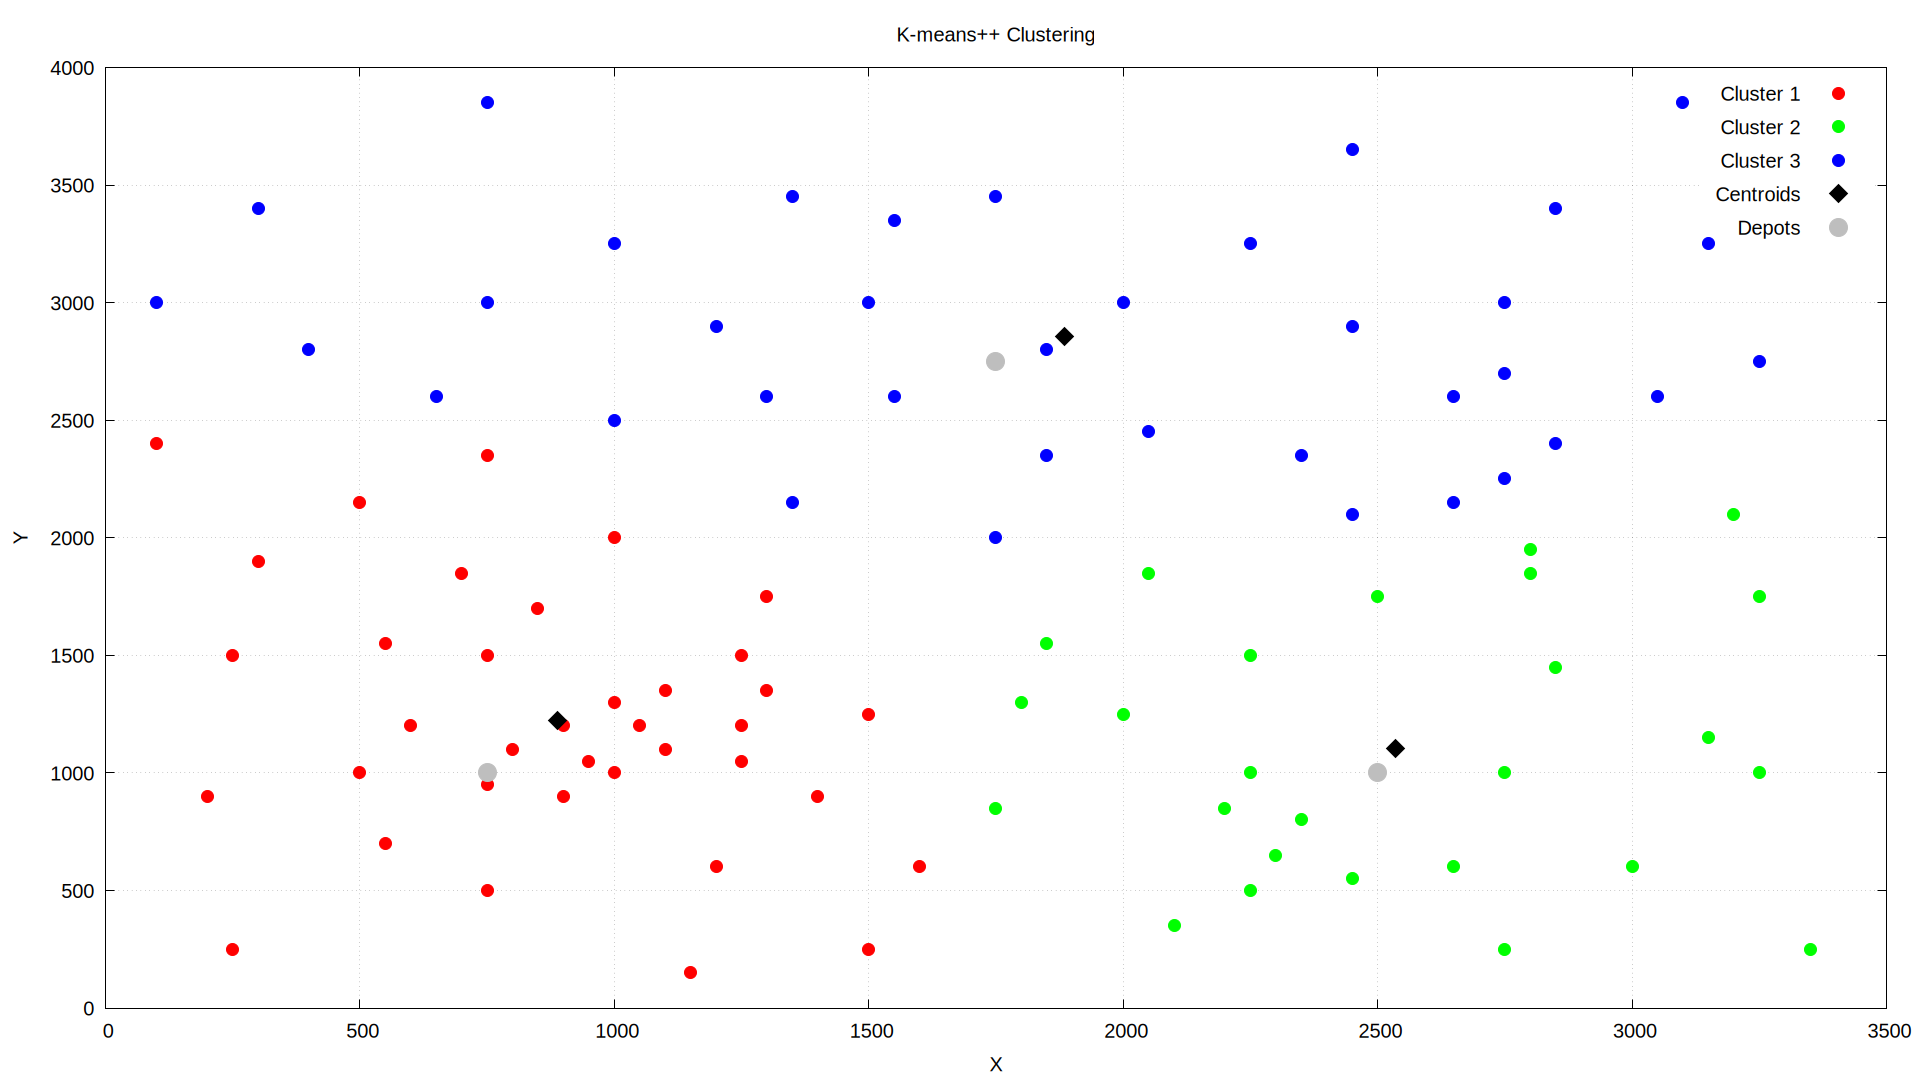 K-means++ Clustering
4000
3500
3000
2500
2000
1500
1000
500
0
Y
Cluster 1
Cluster 2
Cluster 3
Centroids
Depots
0 500 1000 1500 2000 2500 3000 3500
X